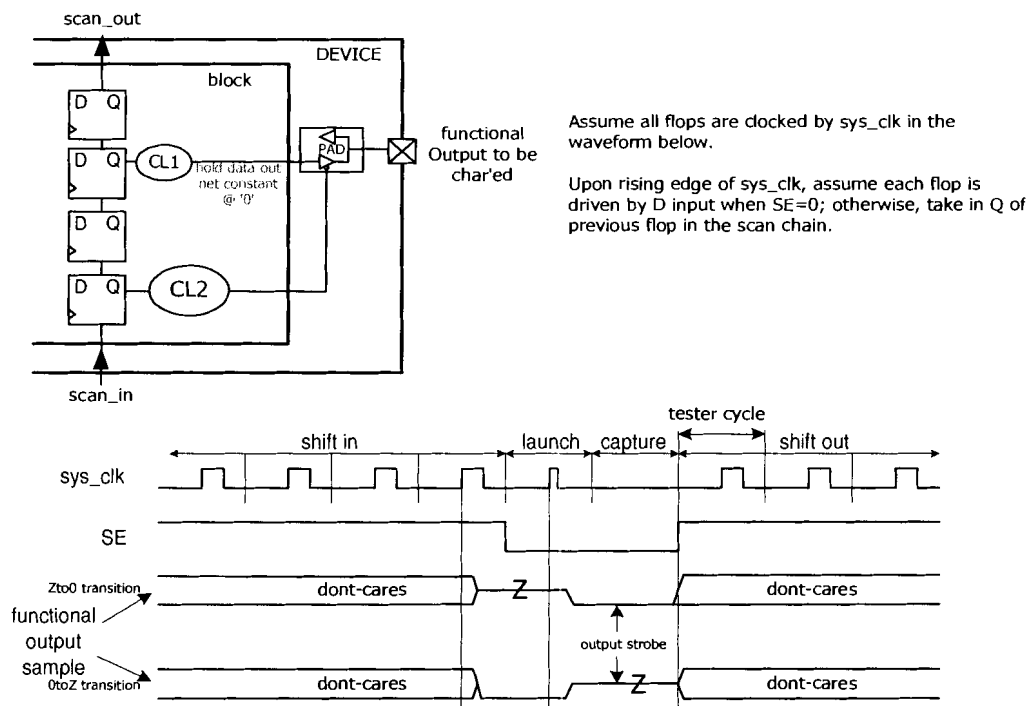 scan_out
DEVICE
block
D Q
D Q
CL1
hold data out
net constant
@ '0'
PAD
functional
Output to be
char'ed
D Q
D Q
CL2
scan_in
Assume all flops are clocked by sys_clk in the
waveform below.
Upon rising edge of sys_clk, assume each flop is
driven by D input when SE=0; otherwise, take in Q of
previous flop in the scan chain.
tester cycle
shift in
launch
capture
shift out
sys_clk
SE
Zto0 transition
dont-cares
Z
dont-cares
functional
output
sample
output strobe
0toZ transition
dont-cares
Z
dont-cares